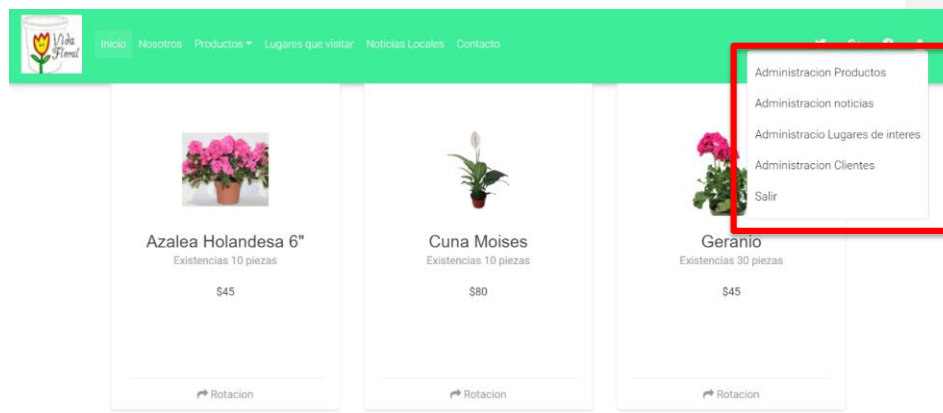 Vida
Floral
Inicio Nosotros Productos Lugares que visitar Noticias Locales Contacto
Administracion Productos
Administracion noticias
Administracio Lugares de interes
Administracion Clientes
Salir
Azalea Holandesa 6"
Existencias 10 piezas
$45
Rotacion
Cuna Moises
Existencias 10 piezas
$80
Rotacion
Geranio
Existencias 30 piezas
$45
Rotacion